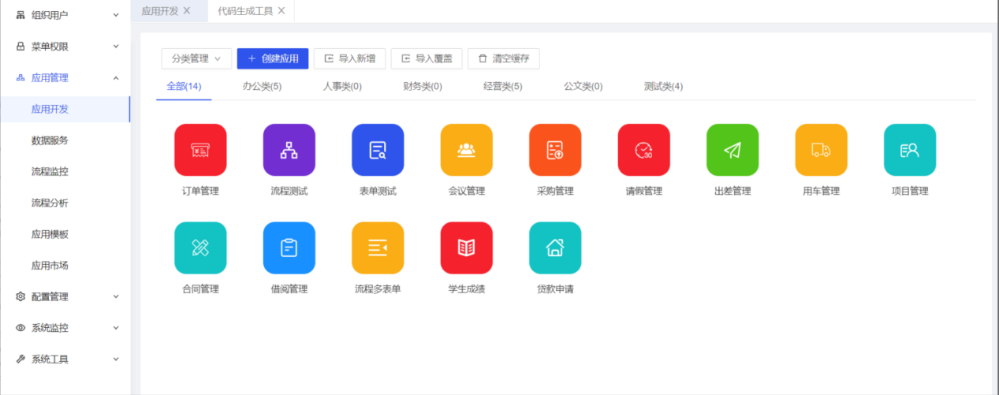 组织用户
菜单权限
应用管理
应用开发
数据服务
流程监控
流程分析
应用模板
应用市场
配置管理
系统监控
系统工具
应用开发 X 代码生成工具 X
分类管理 + 创建应用 导入新增 导入覆盖 清空缓存
全部(14) 办公类(5) 人事类(0) 财务类(0) 经营类(5) 公文类(0) 测试类(4)
30
订单管理 流程测试 表单测试 会议管理 采购管理 请假管理 出差管理 用车管理 项目管理
合同管理 借阅管理 流程多表单 学生成绩 贷款申请